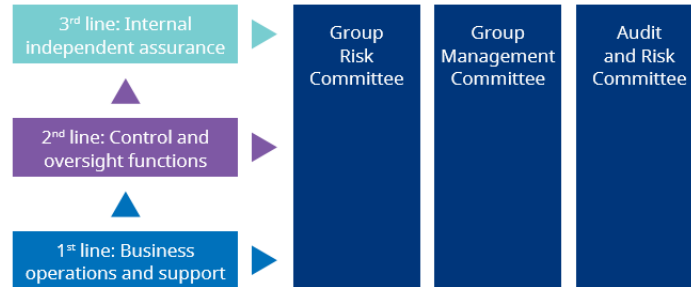 3rd line: Internal
independent assurance
2nd line: Control and
oversight functions
1st line: Business
operations and support
Group
Risk
Committee
Group
Management
Committee
Audit
and Risk
Committee